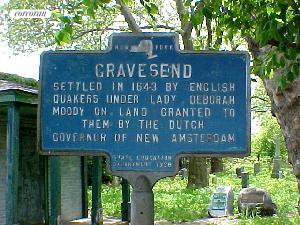 corcoran
NEW YORK
GRAVESEND
SETTLED IN 1643 BY ENGLISH
QUAKERS UNDER LADY DEBORAH
MOODY ON LAND GRANTED TO
THEM BY THE DUTCH
GOVERNOR OF NEW AMSTERDAM
STATE EDUCATION
DEPARTMENT 1936